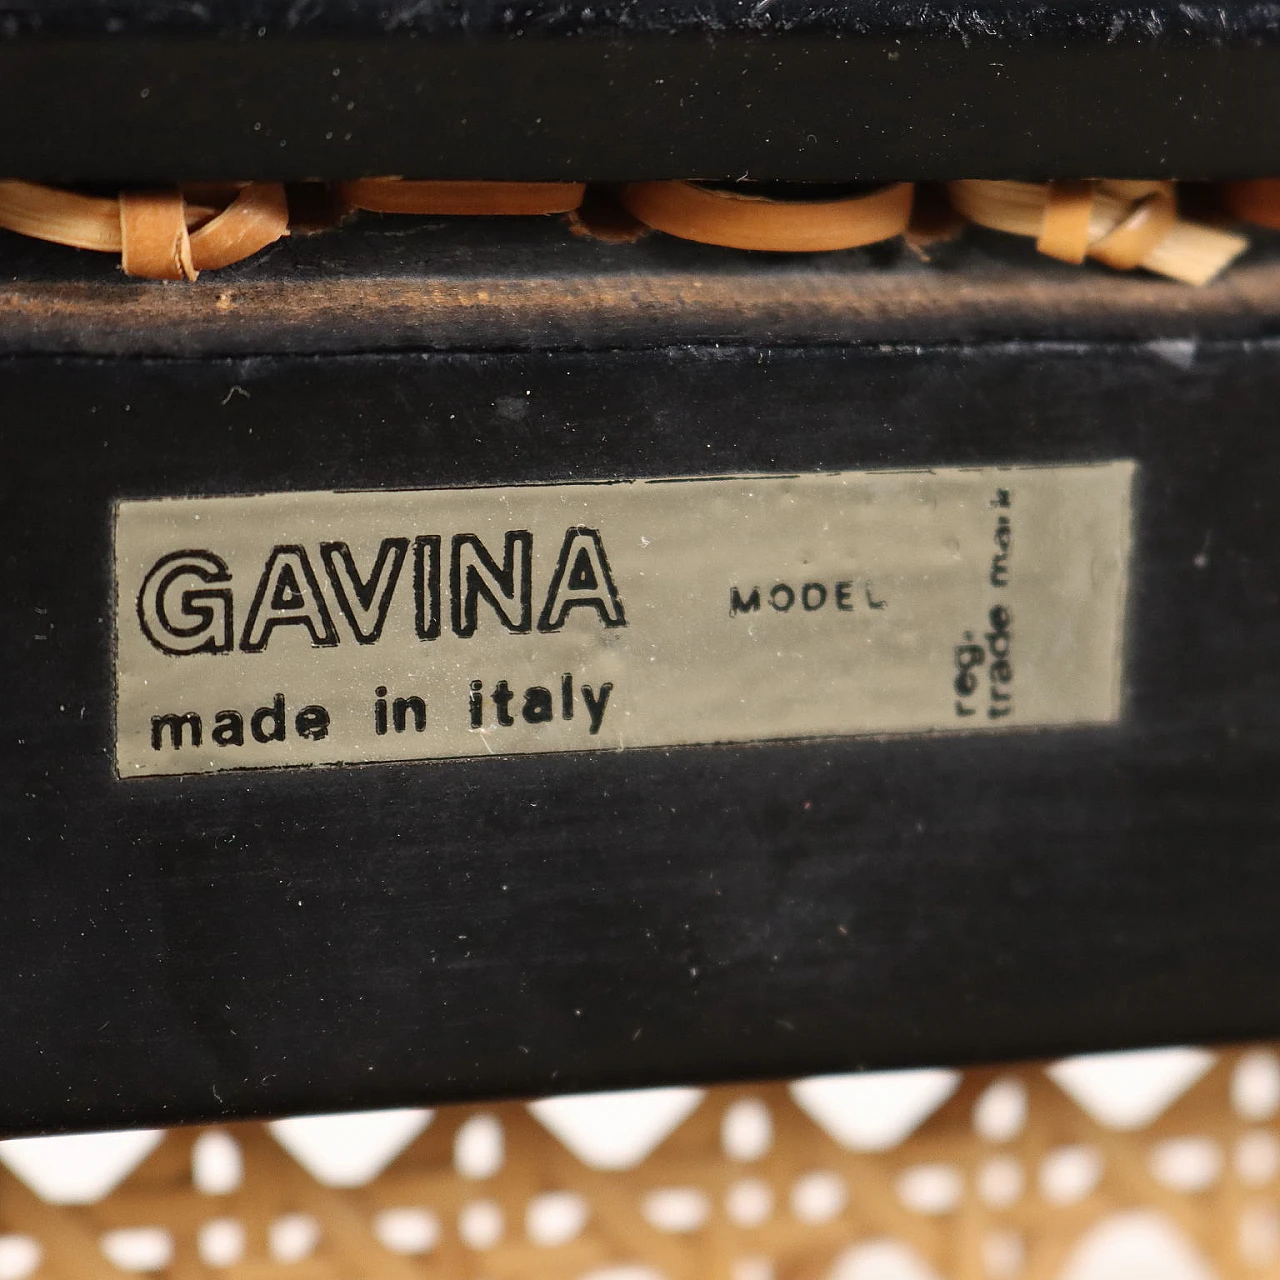 GAVINA
made in italy
MODEL
reg.
trade mark